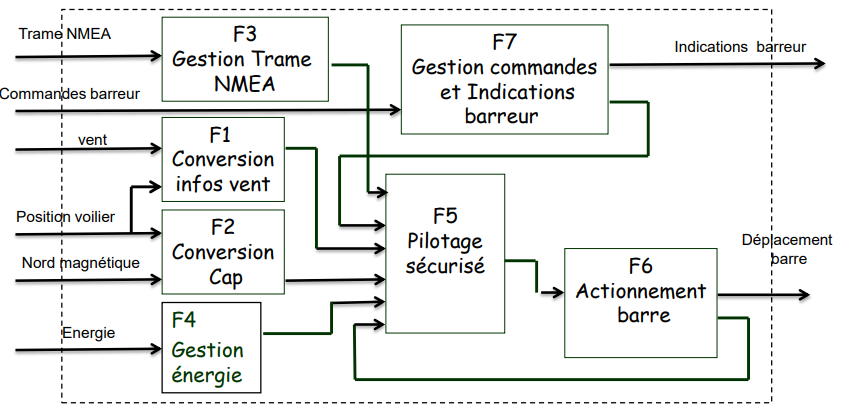 Trame NMEA
F3
Gestion Trame
NMEA
F7
Gestion commandes
et Indications
barreur
Indications barreur
Commandes barreur
vent
F1
Conversion
infos vent
Position voilier
F2
Conversion
Cap
Nord magnétique
F5
Pilotage
sécurisé
Déplacement
barre
F6
Actionnement
barre
Energie
F4
Gestion
énergie